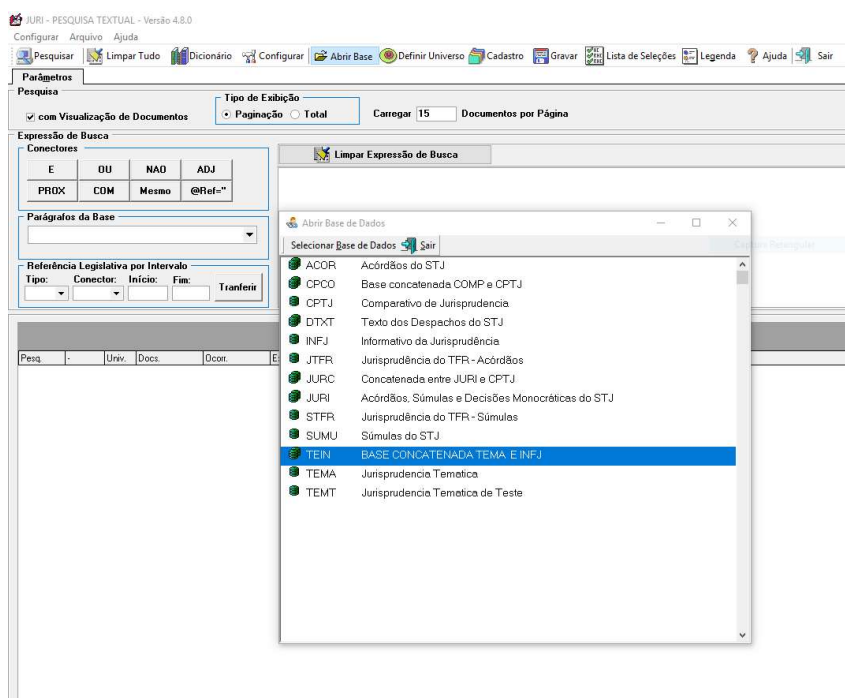 JURI - PESQUISA TEXTUAL - Versão 4.8.0
Configurar Arquivo Ajuda
Pesquisar Limpar Tudo Dicionário Configurar Abrir Base Definir Universo Cadastro Gravar Lista de Seleções Legenda Ajuda Sair
Parâmetros
Pesquisa
com Visualização de Documentos
Tipo de Exibição
Paginação Total
Carregar 15 Documentos por Página
Expressão de Busca
Conectores
E OU NAO ADJ
PROX COM Mesmo @Ref="
Limpar Expressão de Busca
Parágrafos da Base
Referência Legislativa por Intervalo
Tipo: Conector: Início: Fim:
Tranferir
Pesq. - Univ. Docs. Ocorr.
Abrir Base de Dados
Selecionar Base de Dados Sair
ACOR Acórdãos do STJ
CPCO Base concatenada COMP e CPTJ
CPTJ Comparativo de Jurisprudencia
DTXT Texto dos Despachos do STJ
INFJ Informativo da Jurisprudência
JTFR Jurisprudência do TFR - Acórdãos
JURC Concatenada entre JURI e CPTJ
JURI Acórdãos, Súmulas e Decisões Monocráticas do STJ
STFR Jurisprudência do TFR - Súmulas
SUMU Súmulas do STJ
TEIN BASE CONCATENADA TEMA E INFJ
TEMA Jurisprudencia Tematica
TEMT Jurisprudencia Tematica de Teste